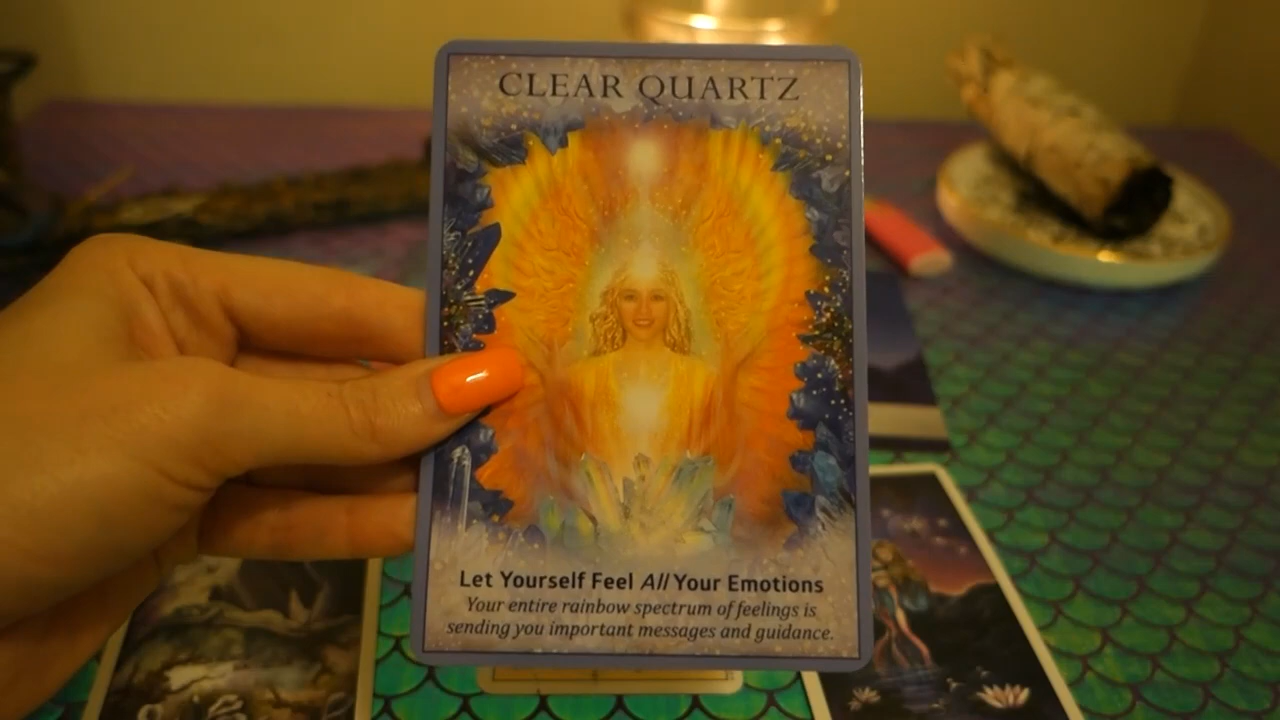 CLEAR QUARTZ
Let Yourself Feel All Your Emotions
Your entire rainbow spectrum of feelings is
sending you important messages and guidance.